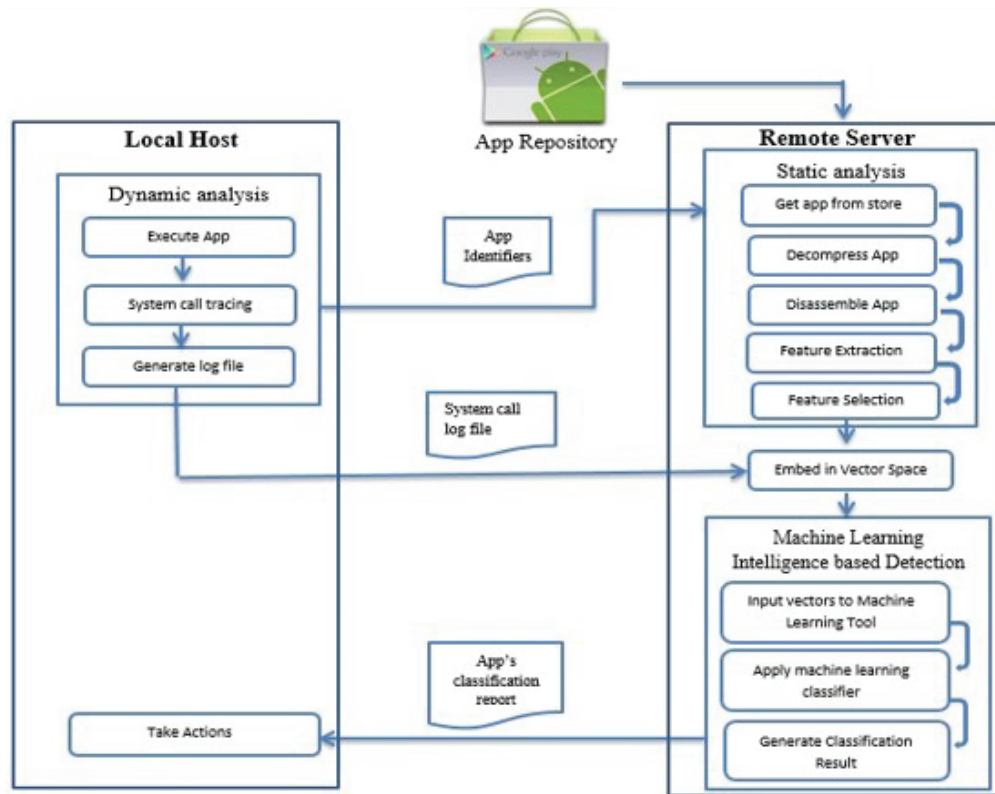 Google play
App Repository
Local Host
Dynamic analysis
Execute App
System call tracing
Generate log file
App
Identifiers
System call
log file
App's
classification
report
Take Actions
Remote Server
Static analysis
Get app from store
Decompress App
Disassemble App
Feature Extraction
Feature Selection
Embed in Vector Space
Machine Learning
Intelligence based Detection
Input vectors to Machine
Learning Tool
Apply machine learning
classifier
Generate Classification
Result